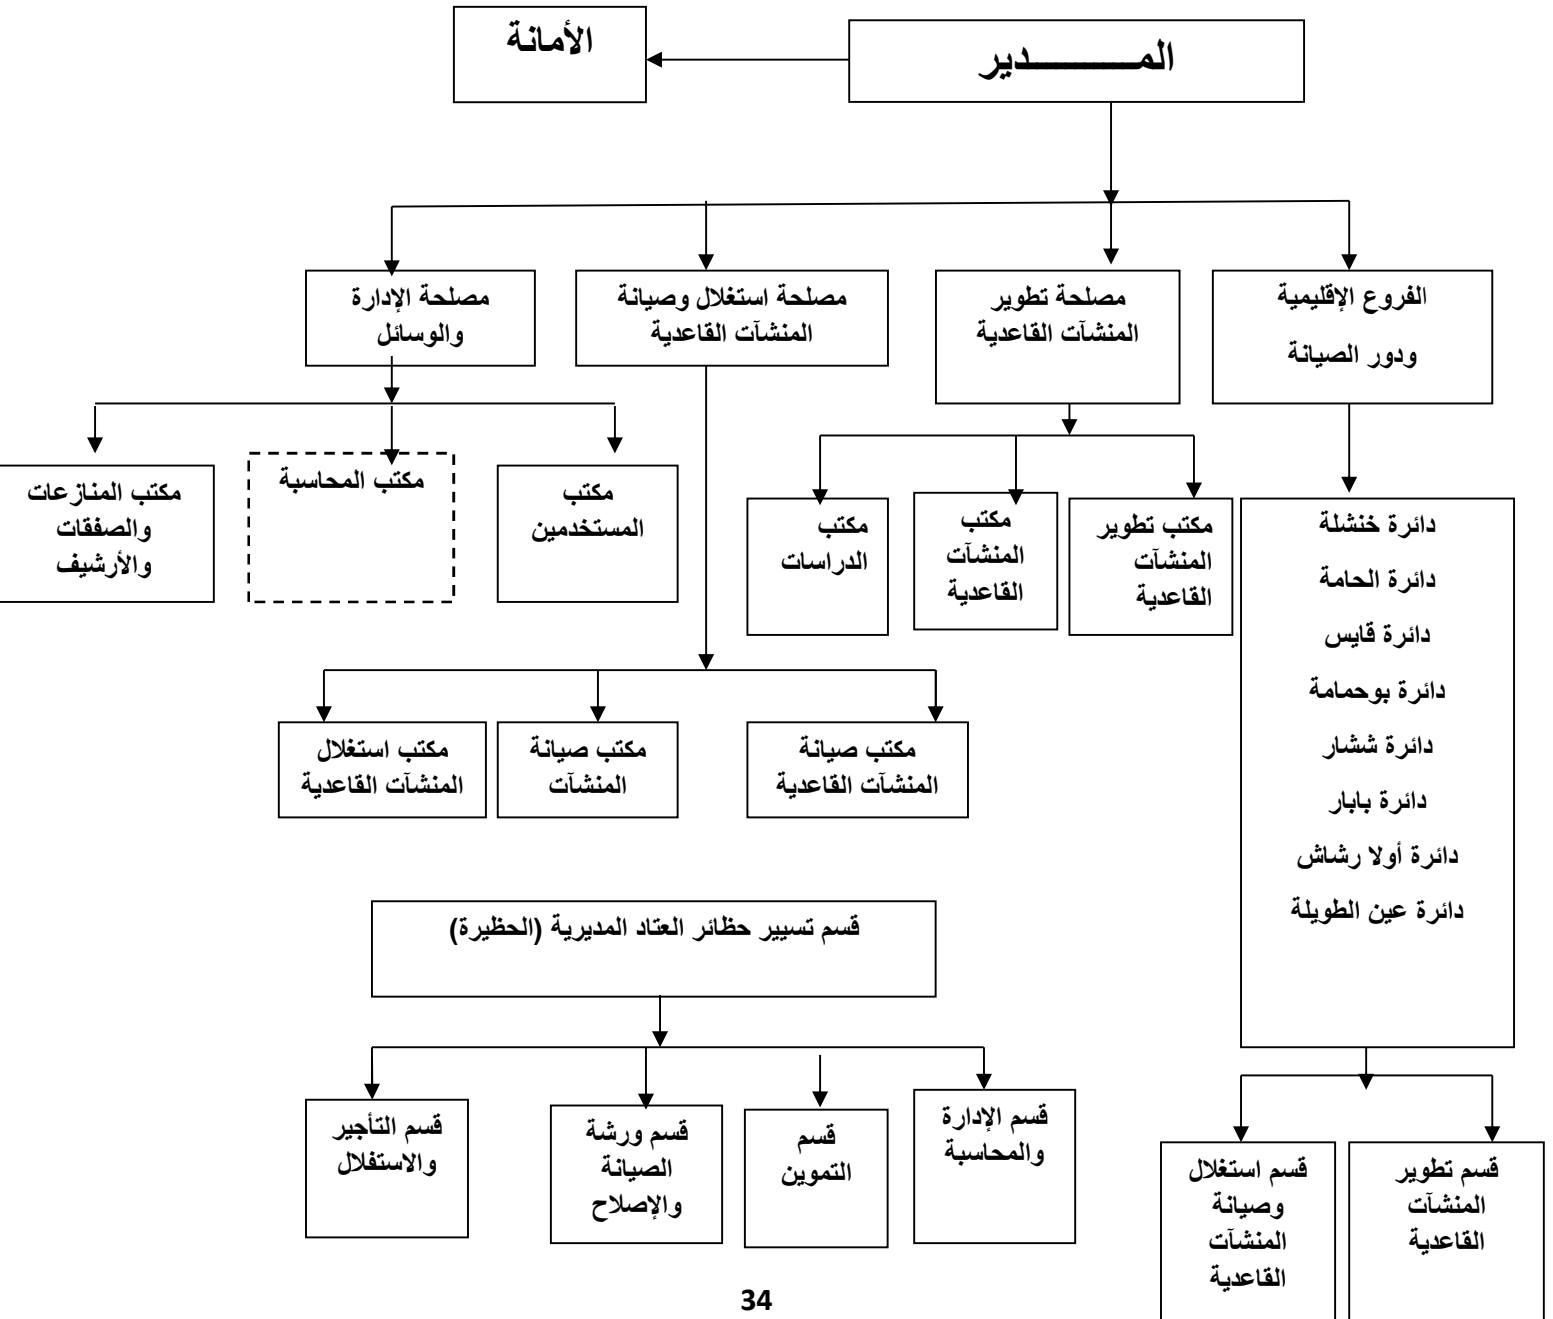 المـــــــــــدير
الأمانة
الفروع الإقليمية
ودور الصيانة
مصلحة تطوير
المنشآت القاعدية
مصلحة استغلال وصيانة
المنشآت القاعدية
مصلحة الإدارة
والوسائل
دائرة خنشلة
دائرة الحامة
دائرة قايس
دائرة بوحمامة
دائرة ششار
دائرة بابار
دائرة أولا رشاش
دائرة عين الطويلة
مكتب تطوير
المنشآت
القاعدية
مكتب
المنشآت
القاعدية
مكتب
الدراسات
مكتب
المستخدمين
مكتب المحاسبة
مكتب المنازعات
والصفقات
والأرشيف
مكتب صيانة
المنشآت القاعدية
مكتب صيانة
المنشآت
مكتب استغلال
المنشآت القاعدية
قسم تسيير حظائر العتاد المديرية (الحظيرة)
قسم الإدارة
والمحاسبة
قسم
التموين
قسم ورشة
الصيانة
والإصلاح
قسم التأجير
والاستفلال
قسم تطوير
المنشآت
القاعدية
قسم استغلال
وصيانة
المنشآت
القاعدية
34